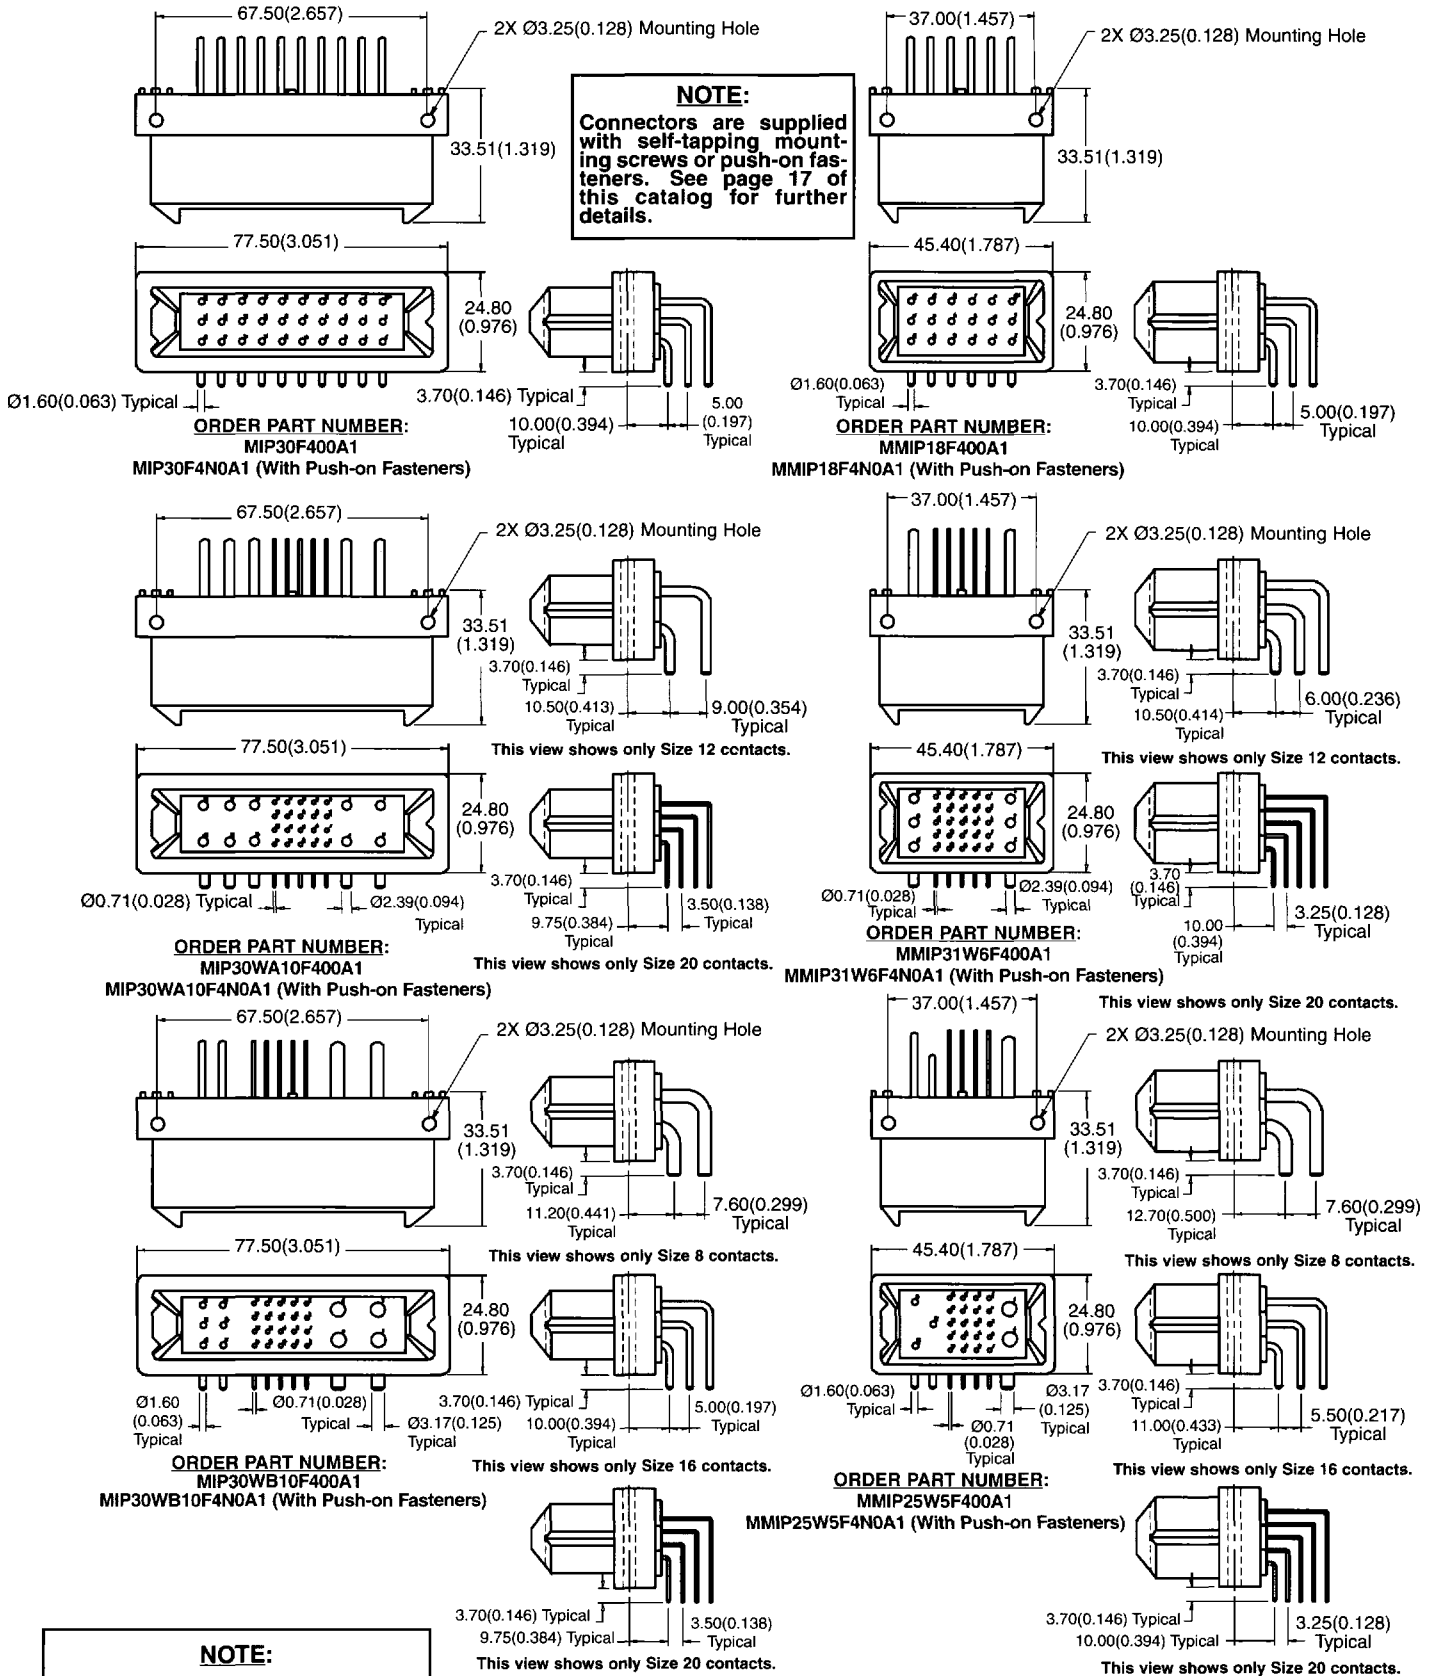 67.50(2.657)
2X Ø3.25(0.128) Mounting Hole
33.51(1.319)
NOTE:
Connectors are supplied
with self-tapping mount-
ing screws or push-on fas-
teners. See page 17 of
this catalog for further
details.
37.00(1.457)
2X Ø3.25(0.128) Mounting Hole
33.51(1.319)
77.50(3.051)
24.80
(0.976)
Ø1.60(0.063) Typical
3.70(0.146) Typical
10.00(0.394)
Typical
5.00
(0.197)
Typical
ORDER PART NUMBER:
MIP30F400A1
MIP30F4N0A1 (With Push-on Fasteners)
45.40(1.787)
24.80
(0.976)
Ø1.60(0.063)
Typical
3.70(0.146)
Typical
10.00(0.394)
Typical
5.00(0.197)
Typical
ORDER PART NUMBER:
MMIP18F400A1
MMIP18F4N0A1 (With Push-on Fasteners)
67.50(2.657)
2X Ø3.25(0.128) Mounting Hole
33.51
(1.319)
3.70(0.146)
Typical
10.50(0.413)
Typical
9.00(0.354)
Typical
This view shows only Size 12 contacts.
77.50(3.051)
24.80
(0.976)
Ø0.71(0.028) Typical
Ø2.39(0.094)
Typical
3.70(0.146)
Typical
9.75(0.384)
Typical
3.50(0.138)
Typical
This view shows only Size 20 contacts.
ORDER PART NUMBER:
MIP30WA10F400A1
MIP30WA10F4N0A1 (With Push-on Fasteners)
37.00(1.457)
2X Ø3.25(0.128) Mounting Hole
33.51
(1.319)
3.70(0.146)
Typical
10.50(0.414)
Typical
6.00(0.236)
Typical
This view shows only Size 12 contacts.
45.40(1.787)
24.80
(0.976)
Ø0.71(0.028)
Typical
Ø2.39(0.094)
Typical
3.70
(0.146)
Typical
10.00
(0.394)
Typical
3.25(0.128)
Typical
ORDER PART NUMBER:
MMIP31W6F400A1
MMIP31W6F4N0A1 (With Push-on Fasteners)
This view shows only Size 20 contacts.
67.50(2.657)
2X Ø3.25(0.128) Mounting Hole
33.51
(1.319)
3.70(0.146)
Typical
11.20(0.441)
Typical
7.60(0.299)
Typical
This view shows only Size 8 contacts.
77.50(3.051)
24.80
(0.976)
Ø1.60
(0.063)
Typical
Ø0.71(0.028)
Typical
Ø3.17(0.125)
Typical
3.70(0.146) Typical
10.00(0.394)
Typical
5.00(0.197)
Typical
This view shows only Size 16 contacts.
ORDER PART NUMBER:
MIP30WB10F400A1
MIP30WB10F4N0A1 (With Push-on Fasteners)
3.70(0.146) Typical
9.75(0.384) Typical
3.50(0.138)
Typical
This view shows only Size 20 contacts.
37.00(1.457)
2X Ø3.25(0.128) Mounting Hole
33.51
(1.319)
3.70(0.146)
Typical
12.70(0.500)
Typical
7.60(0.299)
Typical
This view shows only Size 8 contacts.
45.40(1.787)
24.80
(0.976)
Ø1.60(0.063)
Typical
Ø3.17
(0.125)
Typical
Ø0.71
(0.028)
Typical
3.70(0.146)
Typical
11.00(0.433)
Typical
5.50(0.217)
Typical
This view shows only Size 16 contacts.
ORDER PART NUMBER:
MMIP25W5F400A1
MMIP25W5F4N0A1 (With Push-on Fasteners)
3.70(0.146) Typical
10.00(0.394) Typical
3.25(0.128)
Typical
This view shows only Size 20 contacts.
NOTE: